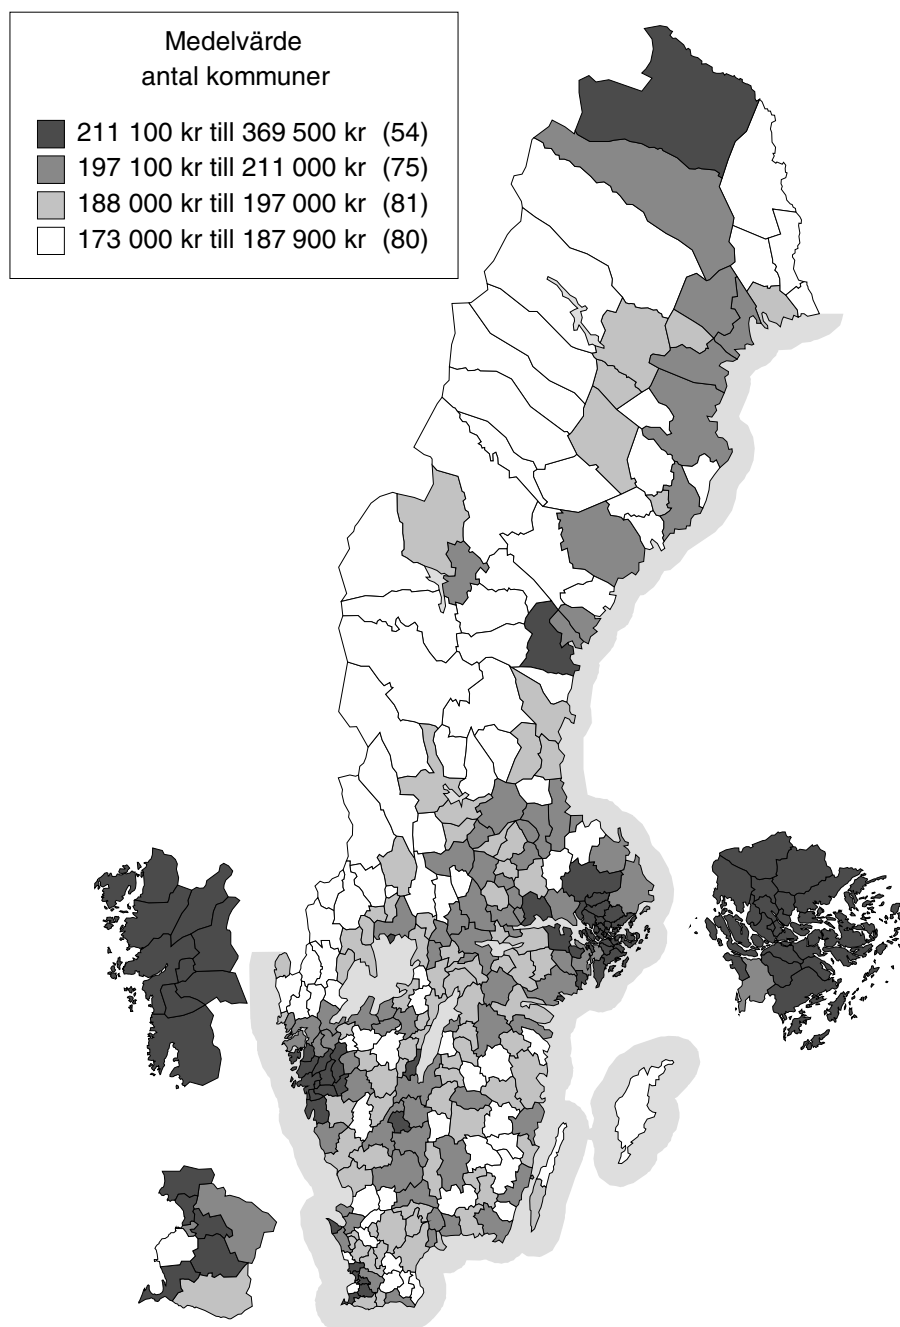 Medelvärde
antal kommuner
211 100 kr till 369 500 kr (54)
197 100 kr till 211 000 kr (75)
188 000 kr till 197 000 kr (81)
173 000 kr till 187 900 kr (80)